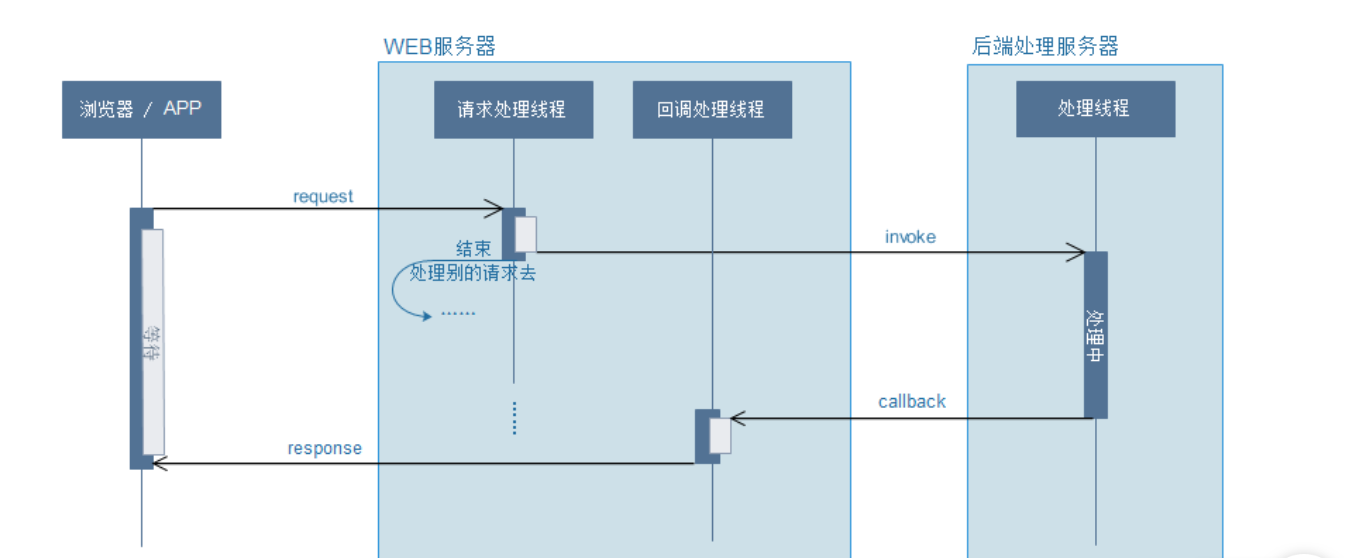 WEB服务器
后端处理服务器
浏览器 / APP
请求处理线程
回调处理线程
处理线程
request
invoke
结束
处理别的请求去
......
等待
处理中
callback
response